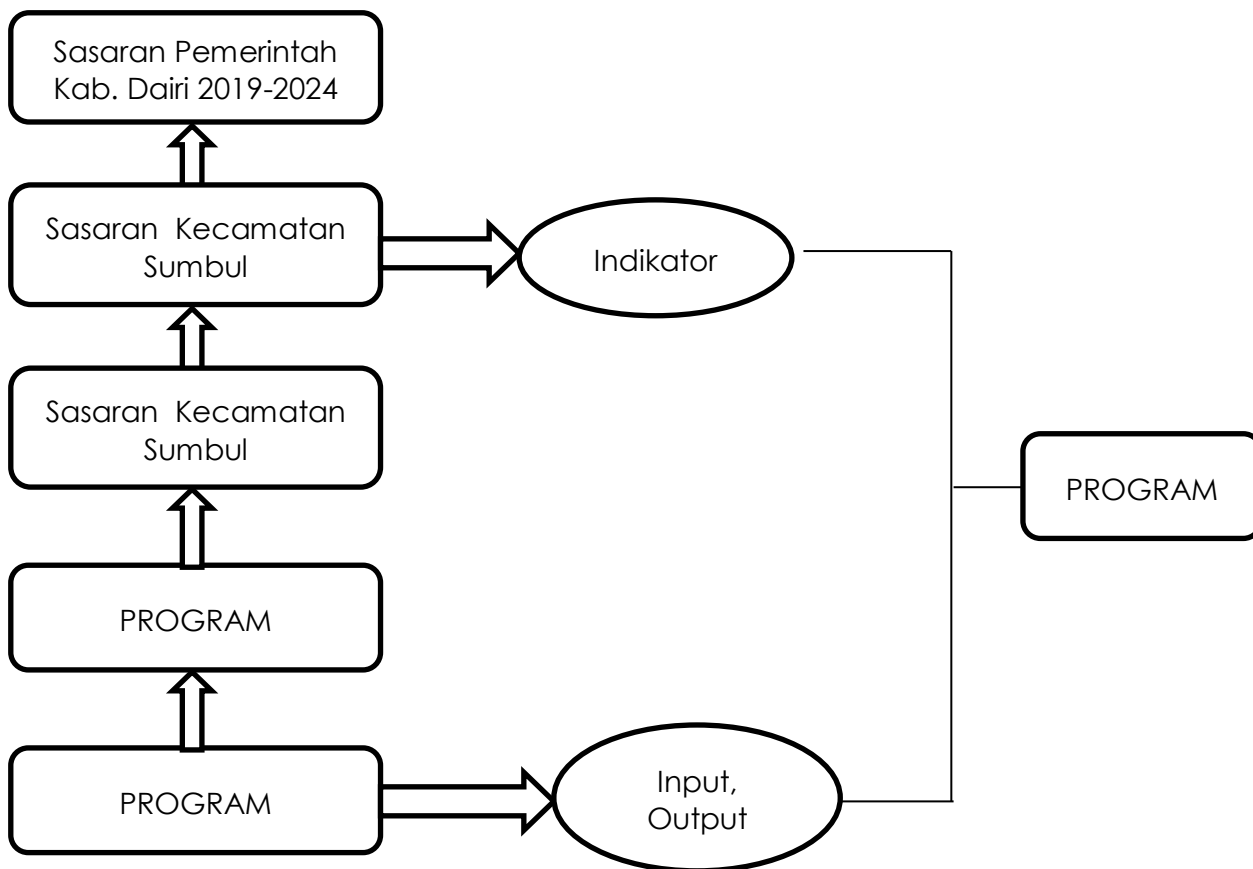 Sasaran Pemerintah
Kab. Dairi 2019-2024
Sasaran  Kecamatan
Sumbul
Indikator
Sasaran  Kecamatan
Sumbul
PROGRAM
PROGRAM
PROGRAM
Input,
Output